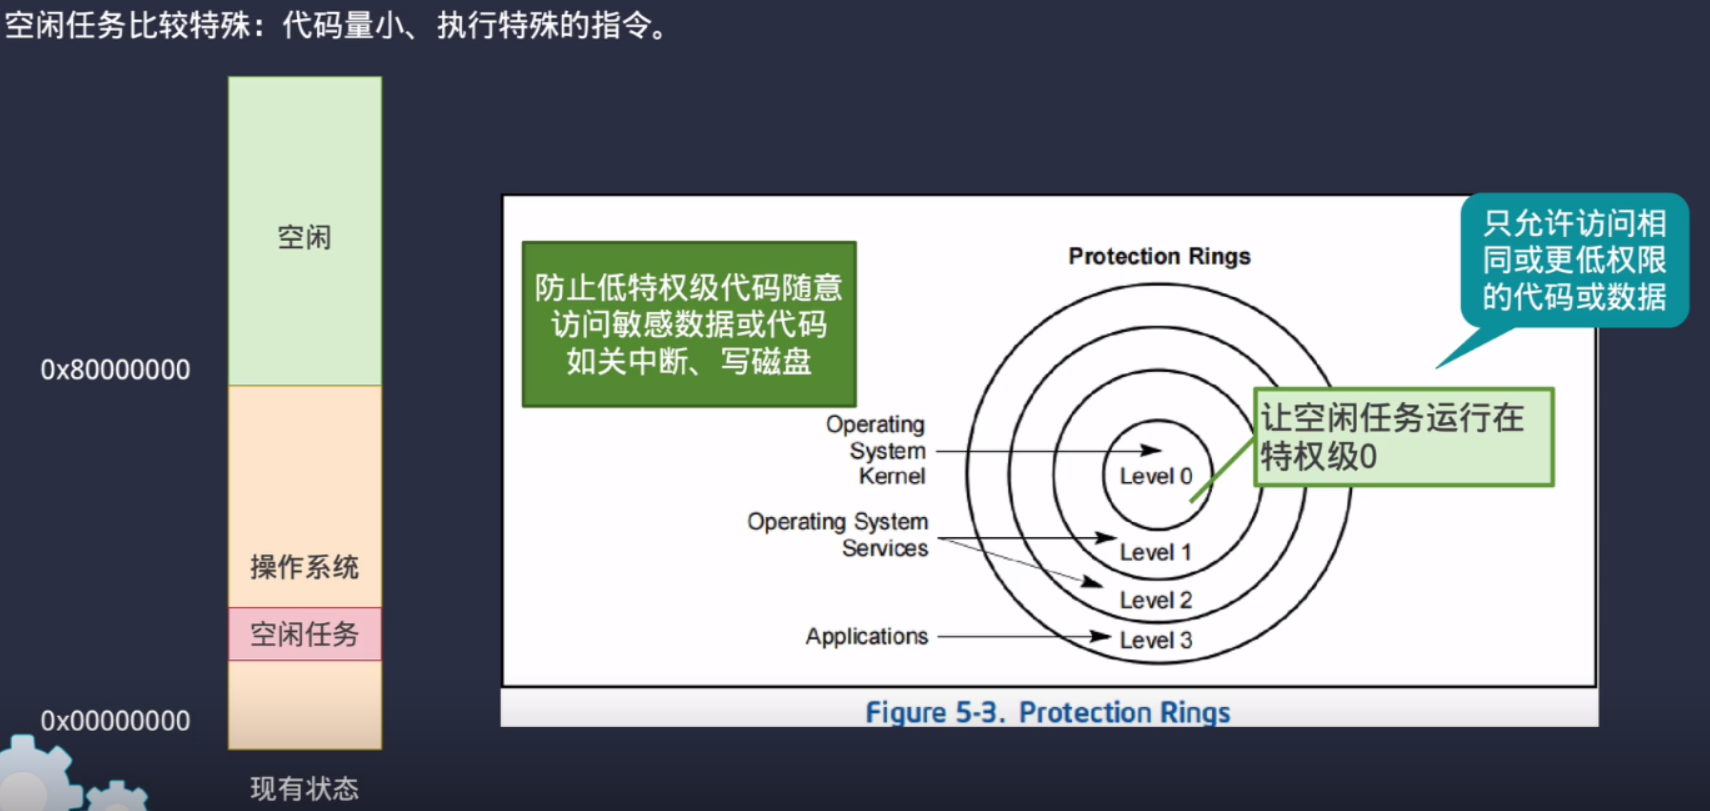 空闲任务比较特殊：代码量小、执行特殊的指令。
空闲
0x80000000
操作系统
空闲任务
0x00000000
现有状态
防止低特权级代码随意
访问敏感数据或代码
如关中断、写磁盘
Protection Rings
只允许访问相
同或更低权限
的代码或数据
让空闲任务运行在
特权级0
Operating
System
Kernel
Level 0
Operating System
Services
Level 1
Level 2
Applications
Level 3
Figure 5-3. Protection Rings